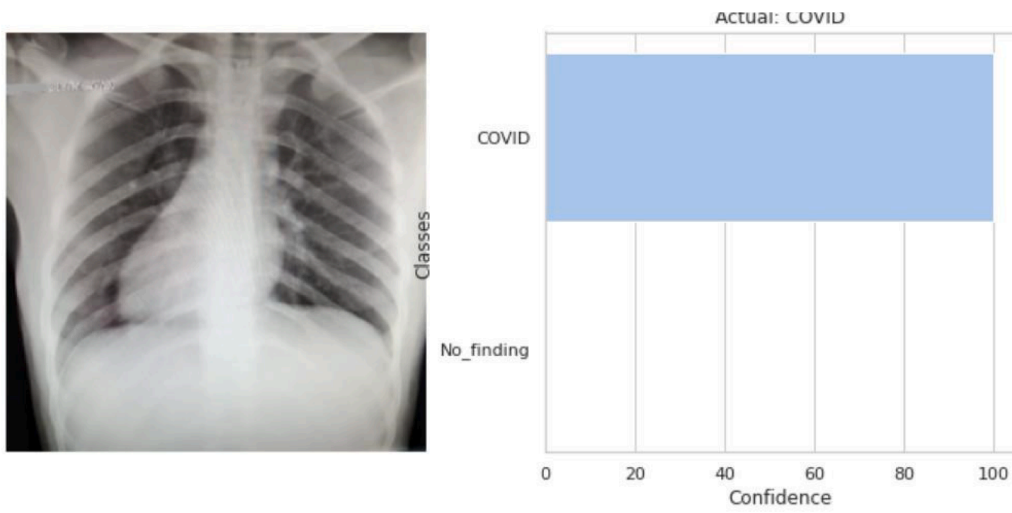 Actual: COVID
Classes
COVID
No_finding
0 20 40 60 80 100
Confidence